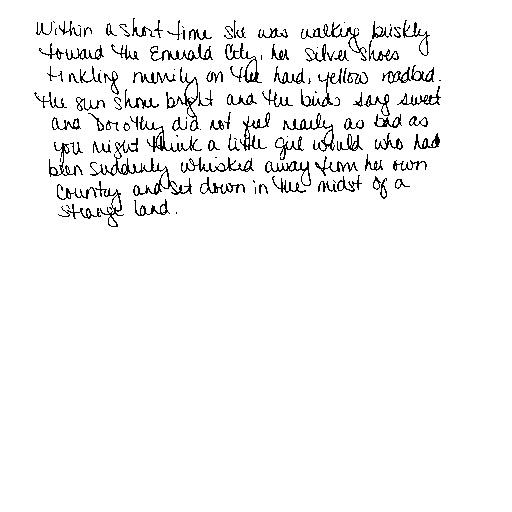 Within a short time she was walking briskly
toward the Emerald City, her silver shoes
tinkling merrily on the hard, yellow roadbed.
The sun shone bright and the birds sang sweet
and Dorothy did not feel nearly as bad as
you might think a little girl would who had
been suddenly whisked away from her own
country and set down in the midst of a
strange land.